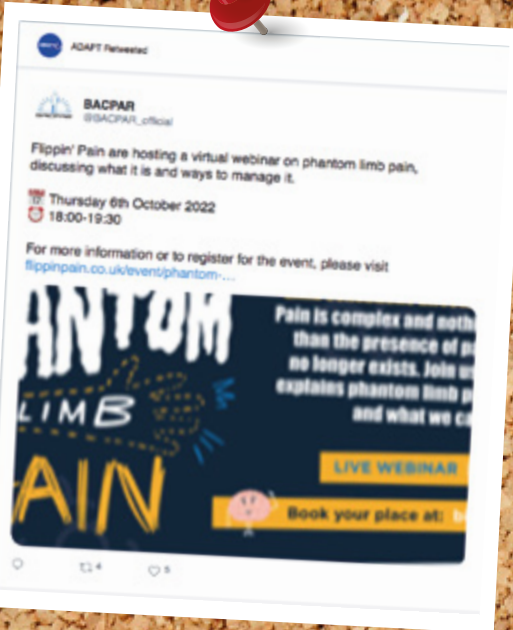 ADAPT Retweeted
BACPAR
@BACPAR_official
Flippin' Pain are hosting a virtual webinar on phantom limb pain,
discussing what it is and ways to manage it.
Thursday 6th October 2022
18:00-19:30
For more information or to register for the event, please visit
flippinpain.co.uk/event/phantom-...
ANTOM
LIMB
AIN
Pain is complex and noth
than the presence of p
no longer exists. Join us
explains phantom limb p
and what we ca
LIVE WEBINAR
Book your place at: b
4
5